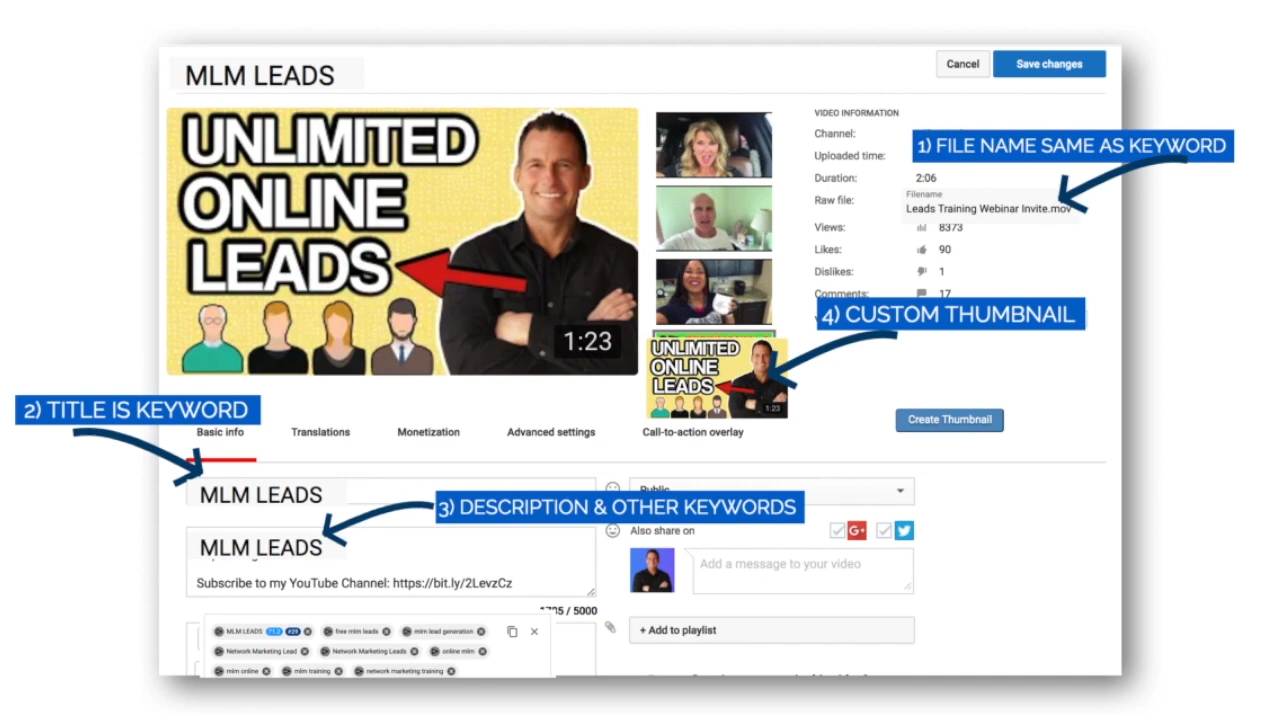 MLM LEADS
Cancel
Save changes
UNLIMITED
ONLINE
LEADS
1:23
VIDEO INFORMATION
Channel:
1) FILE NAME SAME AS KEYWORD
Uploaded time:
Duration: 2:06
Filename
Raw file:
Leads Training Webinar Invite.mov
Views: 8373
Likes: 90
Dislikes: 1
Comments: 17
4) CUSTOM THUMBNAIL
UNLIMITED
ONLINE
LEADS
1:23
2) TITLE IS KEYWORD
Create Thumbnail
Basic info Translations Monetization Advanced settings Call-to-action overlay
MLM LEADS
Public
3) DESCRIPTION & OTHER KEYWORDS
Also share on
G+
MLM LEADS
Add a message to your video
Subscribe to my YouTube Channel: https://bit.ly/2LevzCz
/ 5000
MLM LEADS #29 free mlm leads mlm lead generation
+ Add to playlist
Network Marketing Lead Network Marketing Leads online mlm
mlm online mlm training network marketing training